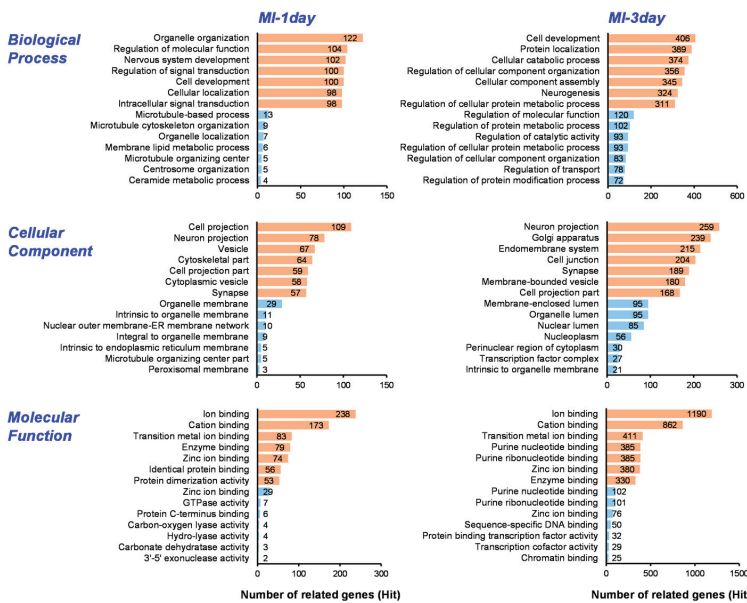 MI-1day
MI-3day
Biological
Process
Organelle organization 122
Regulation of molecular function 104
Nervous system development 102
Regulation of signal transduction 100
Cell development 100
Cellular localization 98
Intracellular signal transduction 98
Microtubule-based process 13
Microtubule cytoskeleton organization 9
Organelle localization 7
Membrane lipid metabolic process 6
Microtubule organizing center 5
Centrosome organization 5
Ceramide metabolic process 4
0 50 100 150
Cell development 406
Protein localization 389
Cellular catabolic process 374
Regulation of cellular component organization 356
Cellular component assembly 345
Neurogenesis 324
Regulation of cellular protein metabolic process 311
Regulation of molecular function 120
Regulation of protein metabolic process 102
Regulation of catalytic activity 93
Regulation of cellular protein metabolic process 93
Regulation of cellular component organization 83
Regulation of transport 78
Regulation of protein modification process 72
0 200 400 600
Cellular
Component
Cell projection 109
Neuron projection 78
Vesicle 67
Cytoskeletal part 64
Cell projection part 59
Cytoplasmic vesicle 58
Synapse 57
Organelle membrane 29
Intrinsic to organelle membrane 11
Nuclear outer membrane-ER membrane network 10
Integral to organelle membrane 9
Intrinsic to endoplasmic reticulum membrane 5
Microtubule organizing center part 5
Peroxisomal membrane 3
0 50 100 150
Neuron projection 259
Golgi apparatus 239
Endomembrane system 215
Cell junction 204
Synapse 189
Membrane-bounded vesicle 180
Cell projection part 168
Membrane-enclosed lumen 95
Organelle lumen 95
Nuclear lumen 85
Nucleoplasm 56
Perinuclear region of cytoplasm 30
Transcription factor complex 27
Intrinsic to organelle membrane 21
0 100 200 300
Molecular
Function
Ion binding 238
Cation binding 173
Transition metal ion binding 83
Enzyme binding 79
Zinc ion binding 74
Identical protein binding 56
Protein dimerization activity 53
Zinc ion binding 29
GTPase activity 7
Protein C-terminus binding 6
Carbon-oxygen lyase activity 4
Hydro-lyase activity 4
Carbonate dehydratase activity 3
3'-5' exonuclease activity 2
0 100 200 300
Number of related genes (Hit)
Ion binding 1190
Cation binding 862
Transition metal ion binding 411
Purine nucleotide binding 385
Purine ribonucleotide binding 385
Zinc ion binding 380
Enzyme binding 330
Purine nucleotide binding 102
Purine ribonucleotide binding 101
Zinc ion binding 76
Sequence-specific DNA binding 50
Protein binding transcription factor activity 32
Transcription cofactor activity 29
Chromatin binding 25
0 500 1000 1500
Number of related genes (Hit)